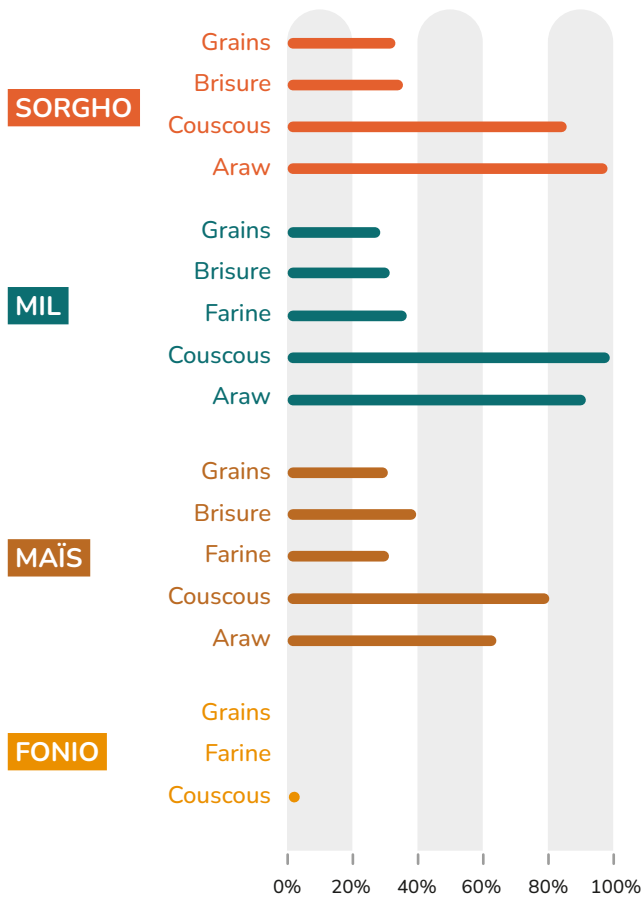 SORGHO
Grains
Brisure
Couscous
Araw
MIL
Grains
Brisure
Farine
Couscous
Araw
MAÏS
Grains
Brisure
Farine
Couscous
Araw
FONIO
Grains
Farine
Couscous
0% 20% 40% 60% 80% 100%